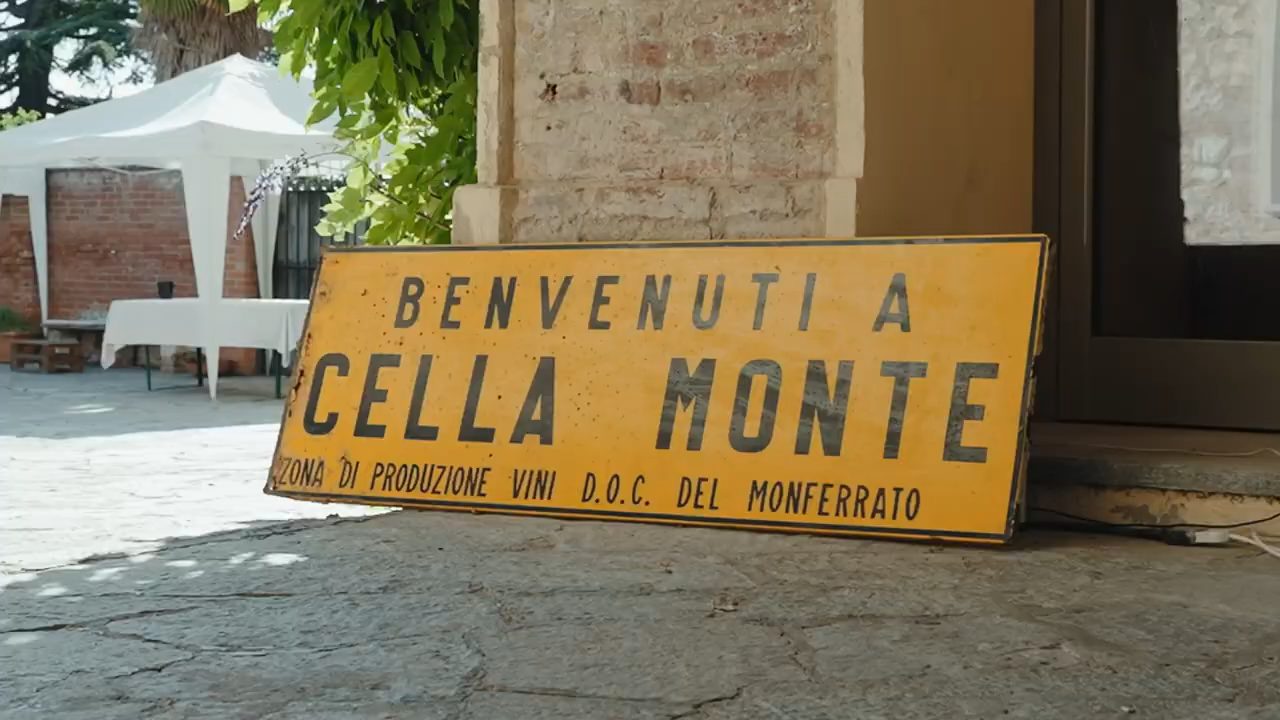 BENVENUTI A
CELLA MONTE
ZONA DI PRODUZIONE VINI D.O.C. DEL MONFERRATO